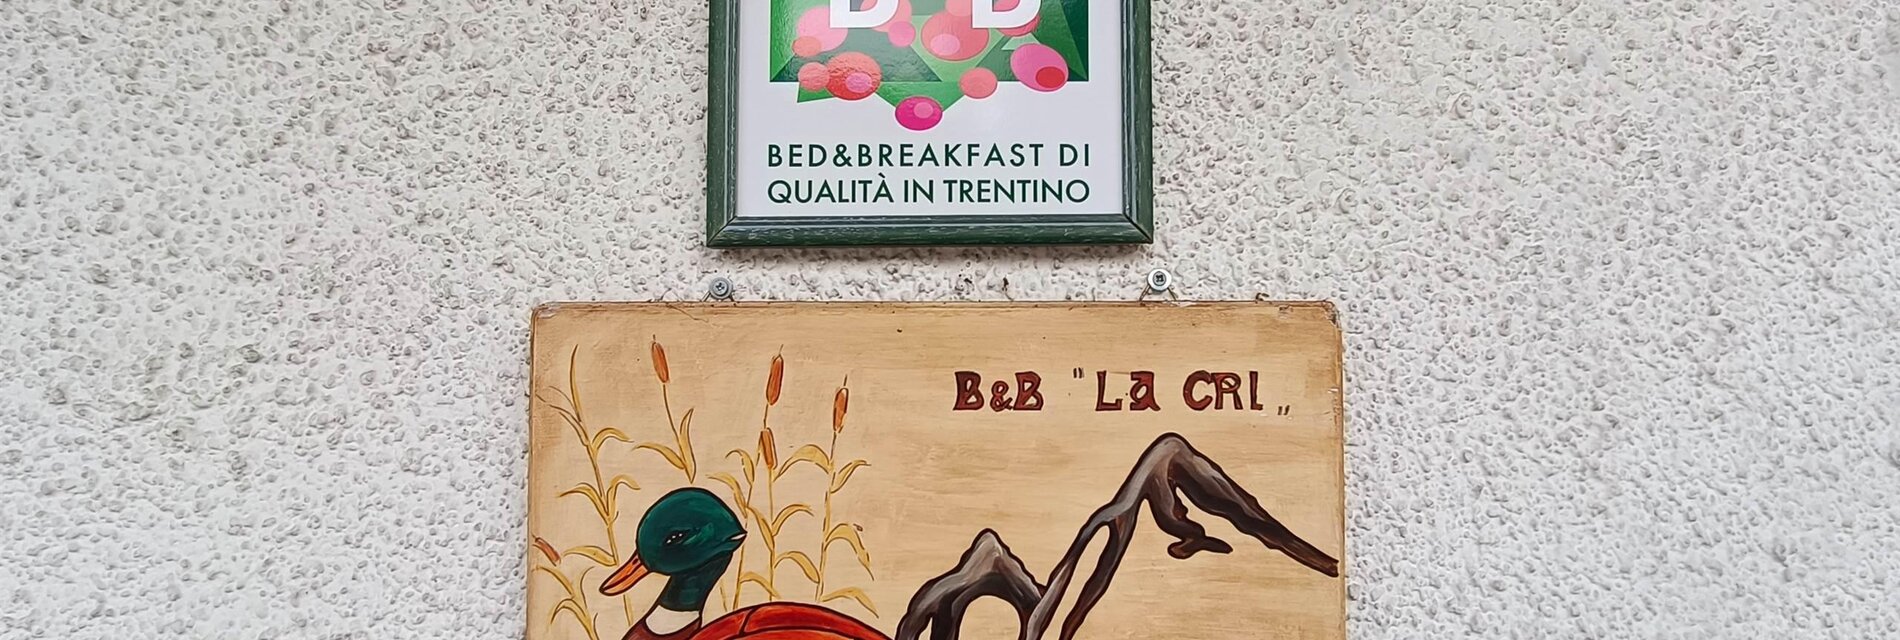 B B
BED&BREAKFAST DI
QUALITÀ IN TRENTINO
B&B "La CRI„